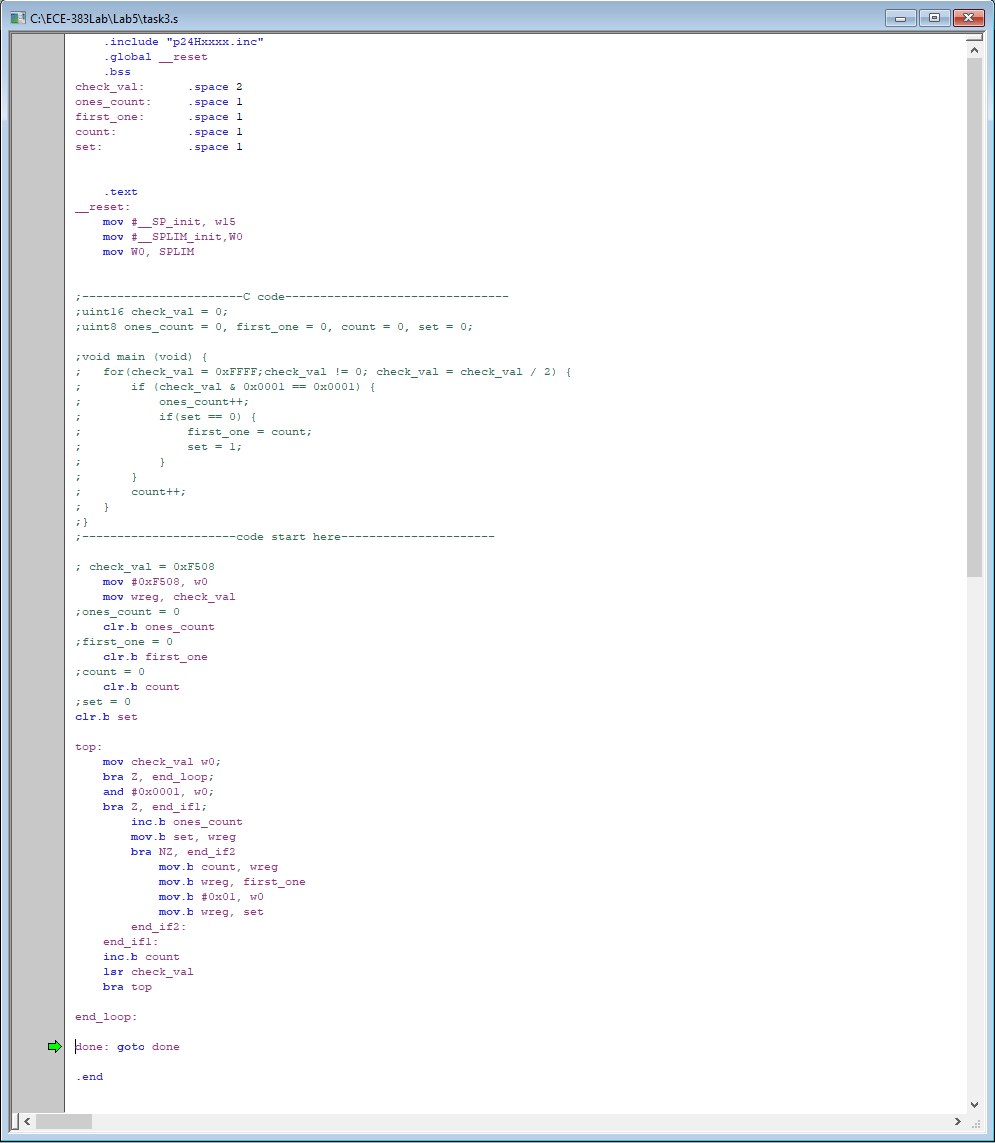 C:\ECE-383Lab\Lab5\task3.s
.include "p24Hxxxx.inc"
.global __reset
.bss
check_val: .space 2
ones_count: .space 1
first_one: .space 1
count: .space 1
set: .space 1
.text
__reset:
mov #__SP_init, w15
mov #__SPLIM_init,W0
mov W0, SPLIM
;-----------------------C code--------------------------------
;uint16 check_val = 0;
;uint8 ones_count = 0, first_one = 0, count = 0, set = 0;
;void main (void) {
;   for(check_val = 0xFFFF;check_val != 0; check_val = check_val / 2) {
;       if (check_val & 0x0001 == 0x0001) {
;           ones_count++;
;           if(set == 0) {
;               first_one = count;
;               set = 1;
;           }
;       }
;       count++;
;   }
;}
;----------------------code start here----------------------
; check_val = 0xF508
mov #0xF508, w0
mov wreg, check_val
;ones_count = 0
clr.b ones_count
;first_one = 0
clr.b first_one
;count = 0
clr.b count
;set = 0
clr.b set
top:
mov check_val w0;
bra Z, end_loop;
and #0x0001, w0;
bra Z, end_if1;
inc.b ones_count
mov.b set, wreg
bra NZ, end_if2
mov.b count, wreg
mov.b wreg, first_one
mov.b #0x01, w0
mov.b wreg, set
end_if2:
end_if1:
inc.b count
lsr check_val
bra top
end_loop:
done: goto done
.end